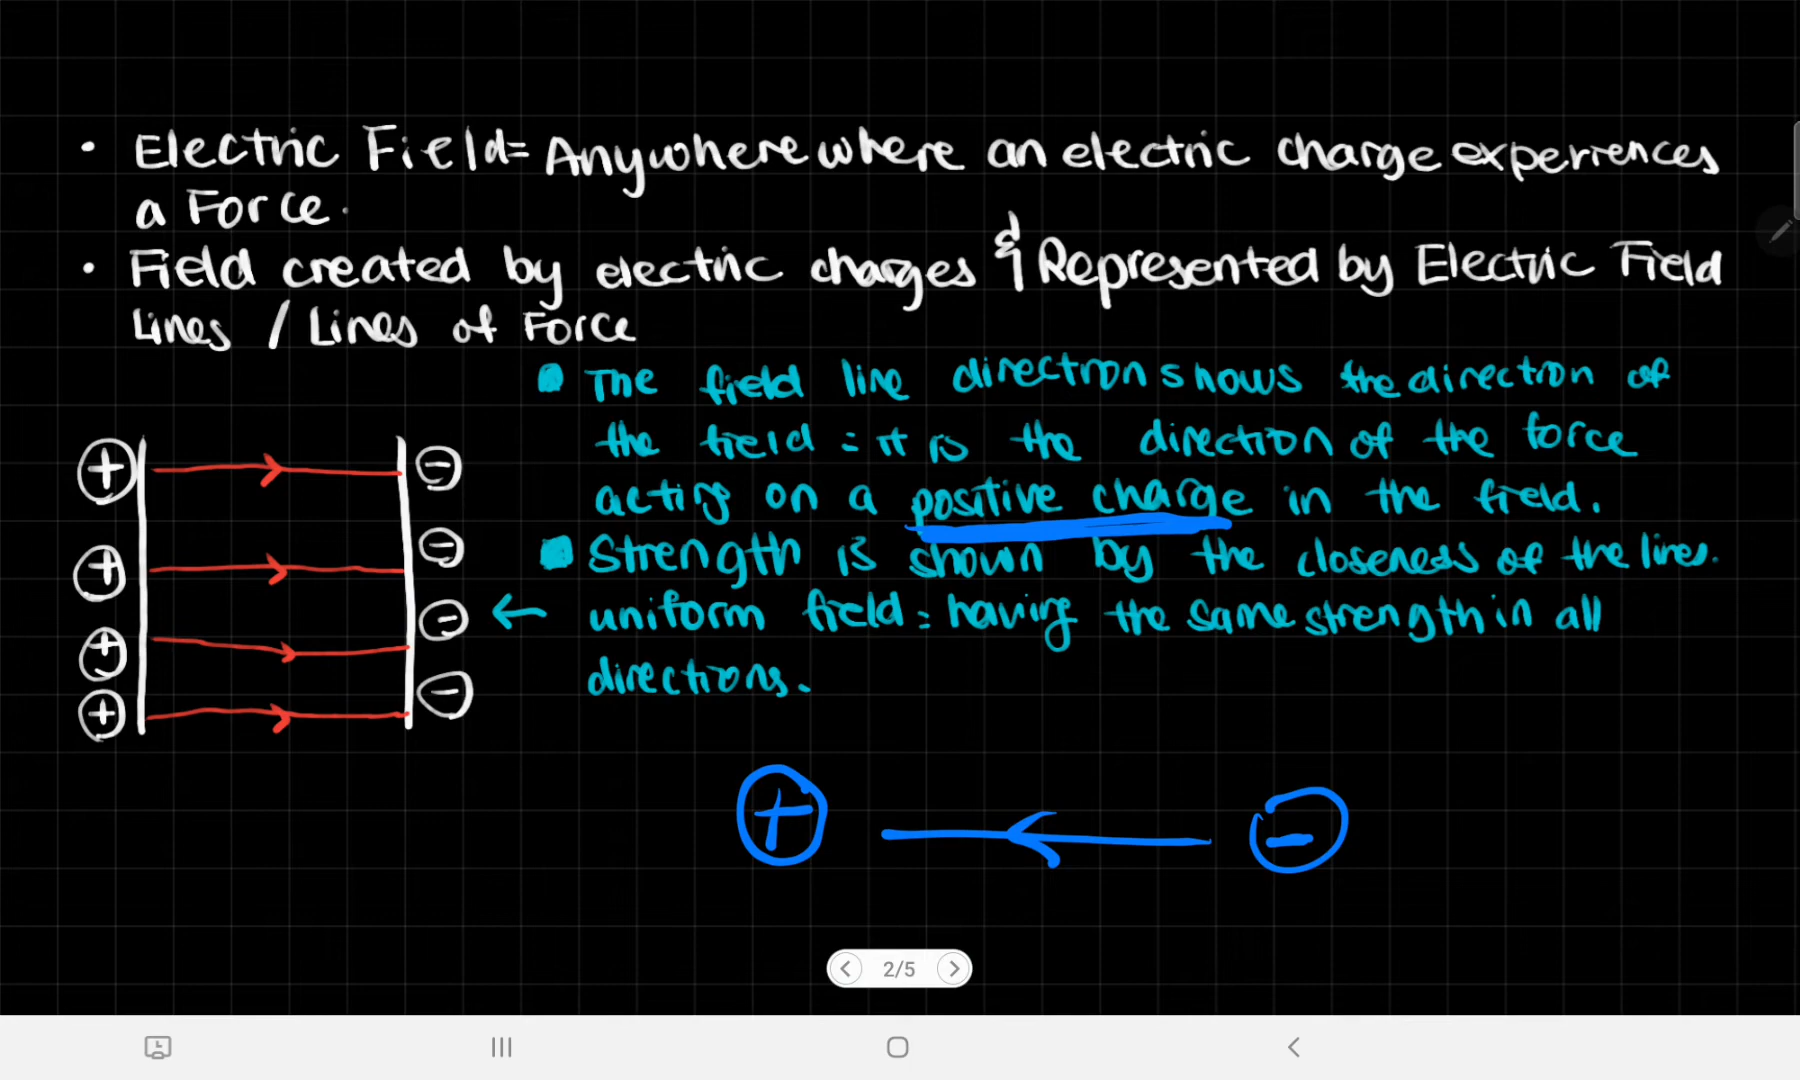 • Electric Field= Anywhere where an electric charge experiences
a Force.
• Field created by electric charges & Represented by Electric Field
Lines / Lines of Force
The field line direction shows the direction of
the field: it is the direction of the force
acting on a positive charge in the field.
Strength is shown by the closeness of the lines.
← uniform field: having the same strength in all
directions.
+ -
+ -
+ -
+ -
+ ← -
2/5